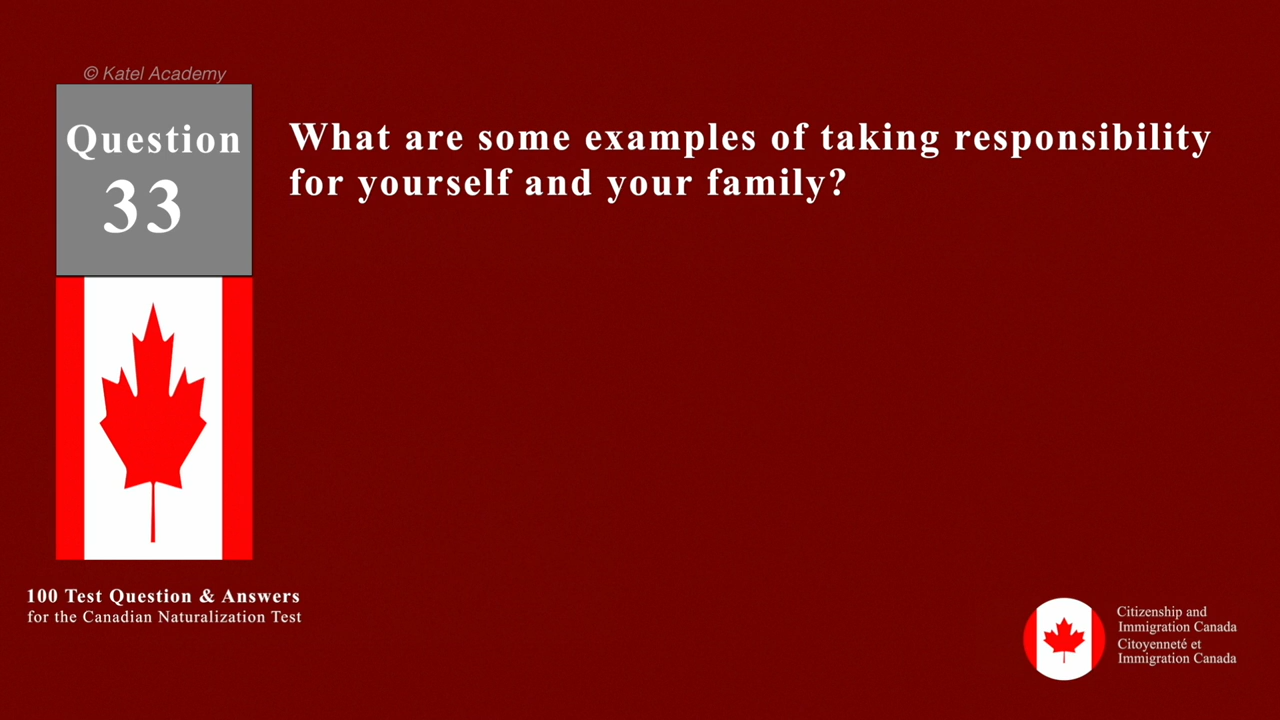 © Katel Academy
Question
33
What are some examples of taking responsibility
for yourself and your family?
100 Test Question & Answers
for the Canadian Naturalization Test
Citizenship and
Immigration Canada
Citoyenneté et
Immigration Canada